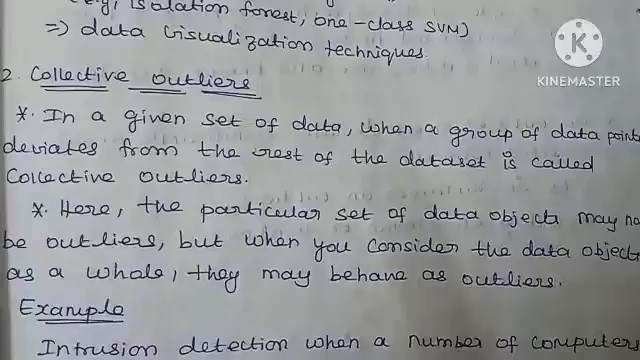 (e.g, isolation forest, one-class SVM)
=> data visualization techniques
KINEMASTER
2. Collective outliers
*. In a given set of data, when a group of data points
deviates from the rest of the dataset is called
Collective outliers.
*. Here, the particular set of data objects may no
be outliers, but when you consider the data objects
as a whole, they may behave as outliers.
Example
Intrusion detection when a number of computers